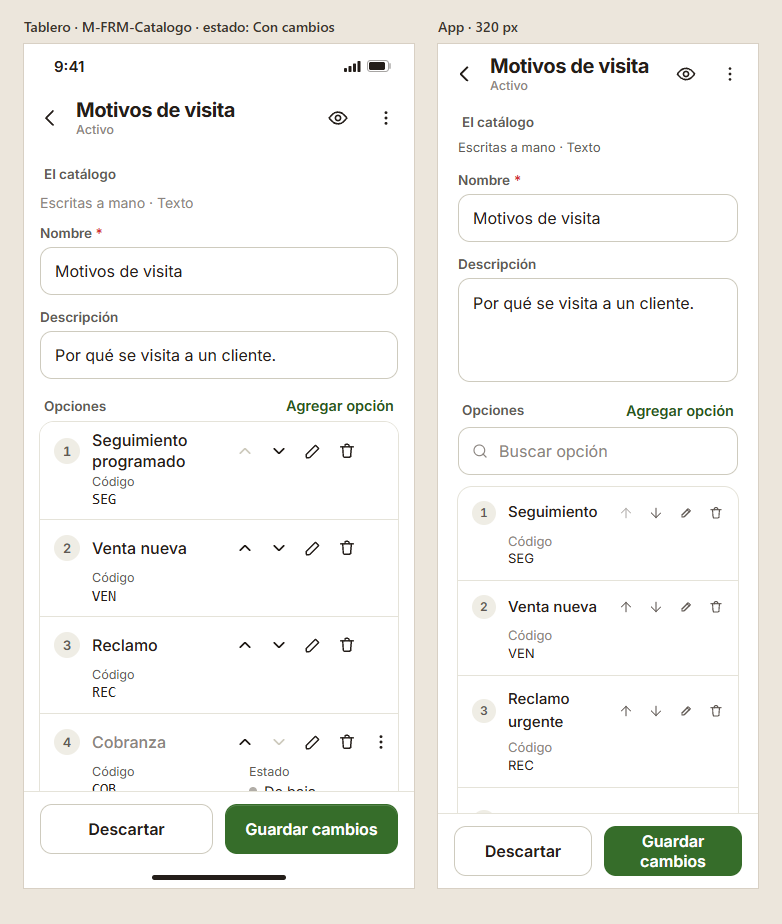 Tablero · M-FRM-Catalogo · estado: Con cambios
9:41
Motivos de visita
Activo
El catálogo
Escritas a mano · Texto
Nombre *
Motivos de visita
Descripción
Por qué se visita a un cliente.
Opciones
Agregar opción
1
Seguimiento
programado
Código
SEG
2
Venta nueva
Código
VEN
3
Reclamo
Código
REC
4
Cobranza
Código
Estado
COB
De baja
Descartar
Guardar cambios
App · 320 px
Motivos de visita
Activo
El catálogo
Escritas a mano · Texto
Nombre *
Motivos de visita
Descripción
Por qué se visita a un cliente.
Opciones
Agregar opción
Buscar opción
1
Seguimiento
Código
SEG
2
Venta nueva
Código
VEN
3
Reclamo
urgente
Código
REC
Descartar
Guardar
cambios